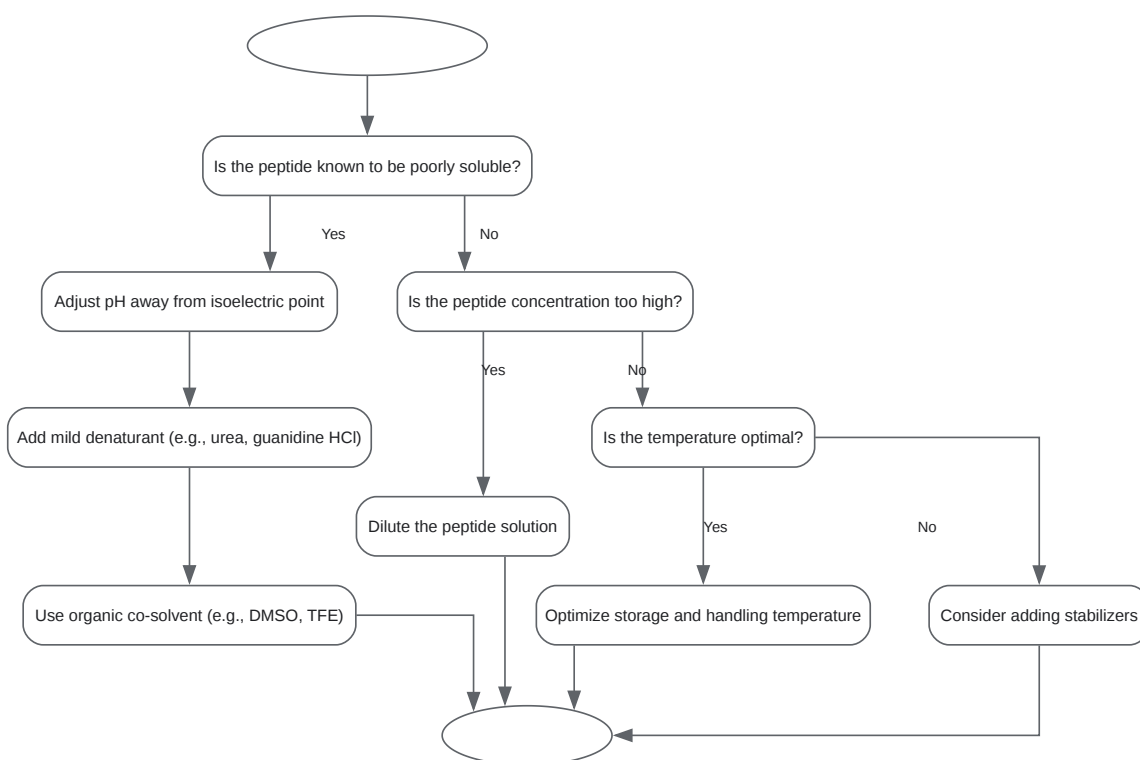 Is the peptide known to be poorly soluble?
Yes
No
Adjust pH away from isoelectric point
Is the peptide concentration too high?
Yes
No
Add mild denaturant (e.g., urea, guanidine HCl)
Is the temperature optimal?
Dilute the peptide solution
Yes
No
Use organic co-solvent (e.g., DMSO, TFE)
Optimize storage and handling temperature
Consider adding stabilizers